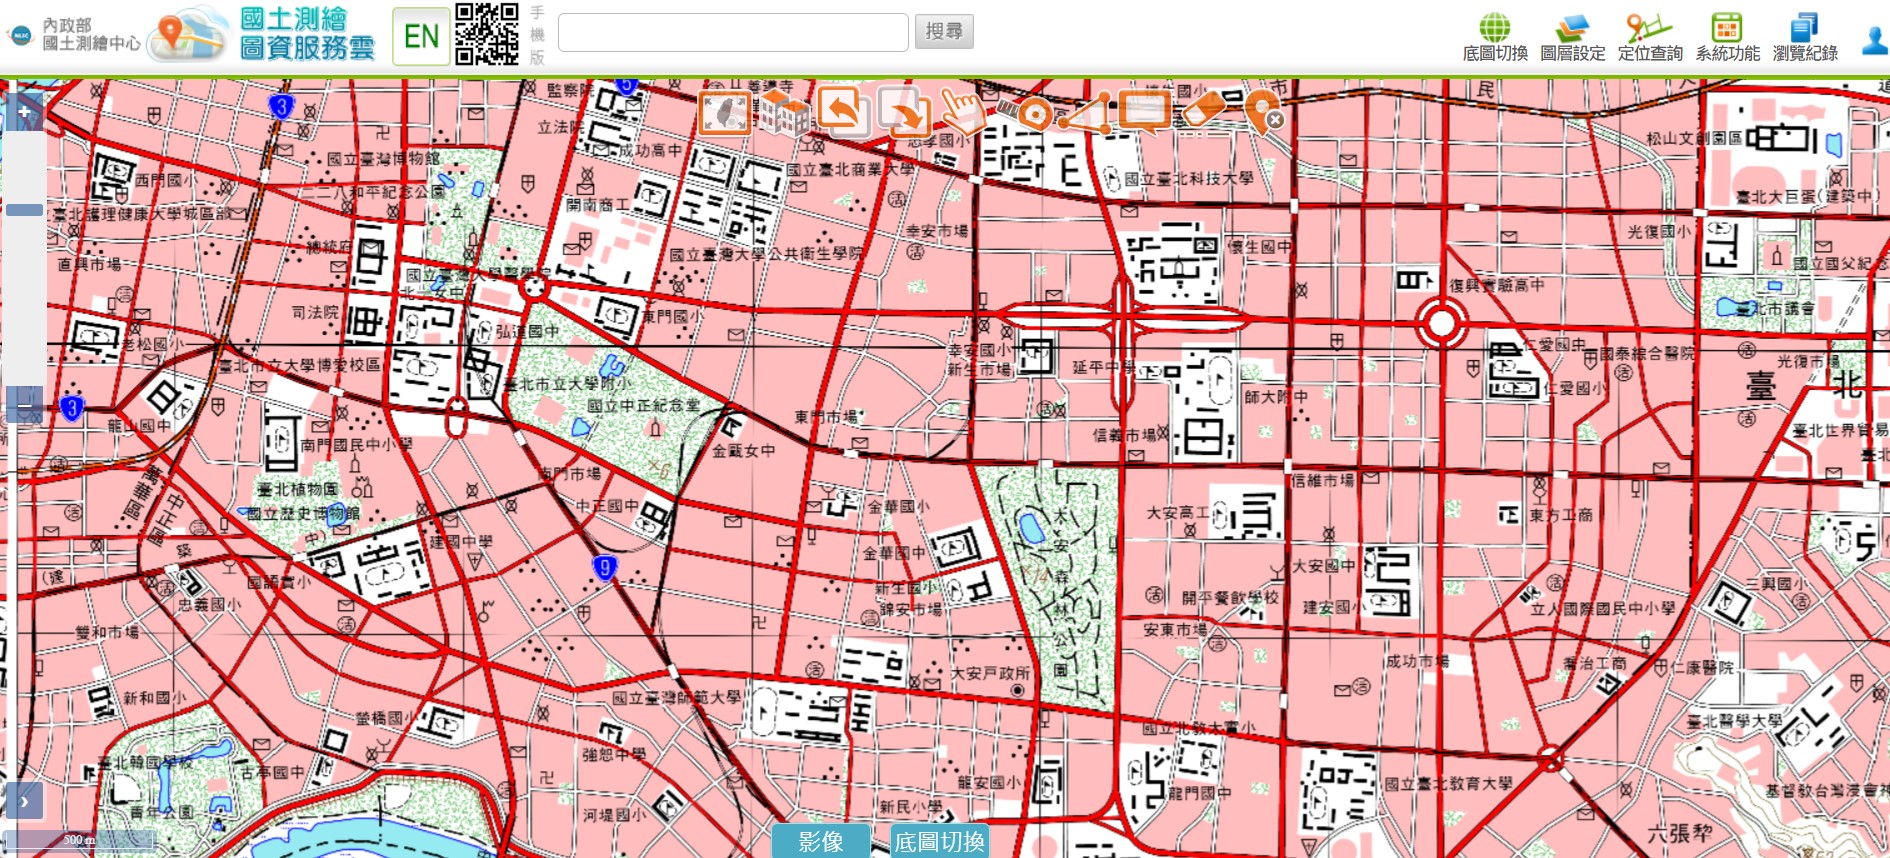 內政部
國土測繪中心
國土測繪
圖資服務雲
EN
手機版
搜尋
底圖切換
圖層設定
定位查詢
系統功能
瀏覽紀錄
監察院
善導寺
立法院
成功高中
忠孝國小
國立臺北商業大學
國立臺北科技大學
松山文創園區
臺北大巨蛋(建築中)
國立臺灣博物館
西門國小
二二八和平紀念公園
臺北護理健康大學城區部
開南商工
幸安市場
懷生國中
光復國小
直興市場
總統府
國立臺灣大學公共衛生學院
國立臺灣大學醫學院
北一女中
國立國父紀念
復興實驗高中
臺北市議會
司法院
弘道國中
東門國小
老松國小
臺北市立大學博愛校區
幸安國小
新生市場
延平中學
仁愛國中
國泰綜合醫院
光復市場
臺北市立大學附小
國立中正紀念堂
師大附中
仁愛國小
臺
北
龍山國中
南門國民中小學
東門市場
金甌女中
信義市場
臺北世界貿易
萬華區
中正區
臺北植物園
國立歷史博物館
南門市場
中正國中
金華國小
信維市場
大安高工
東方工商
建國中學
金華國中
大安森林公園
大安國中
國語實小
忠義國小
新生國小
錦安市場
開平餐飲學校
建安國小
立人國際國民中小學
三興國小
雙和市場
安東市場
成功市場
喬治工商
仁康醫院
大安戶政所
新和國小
螢橋國小
國立臺灣師範大學
國立北教大實小
臺北醫學大學
強恕中學
臺北韓國學校
古亭國中
龍安國小
龍門國中
國立臺北教育大學
青年公園
河堤國小
新民小學
六張犂
3
5
3
9
500 m
影像
底圖切換